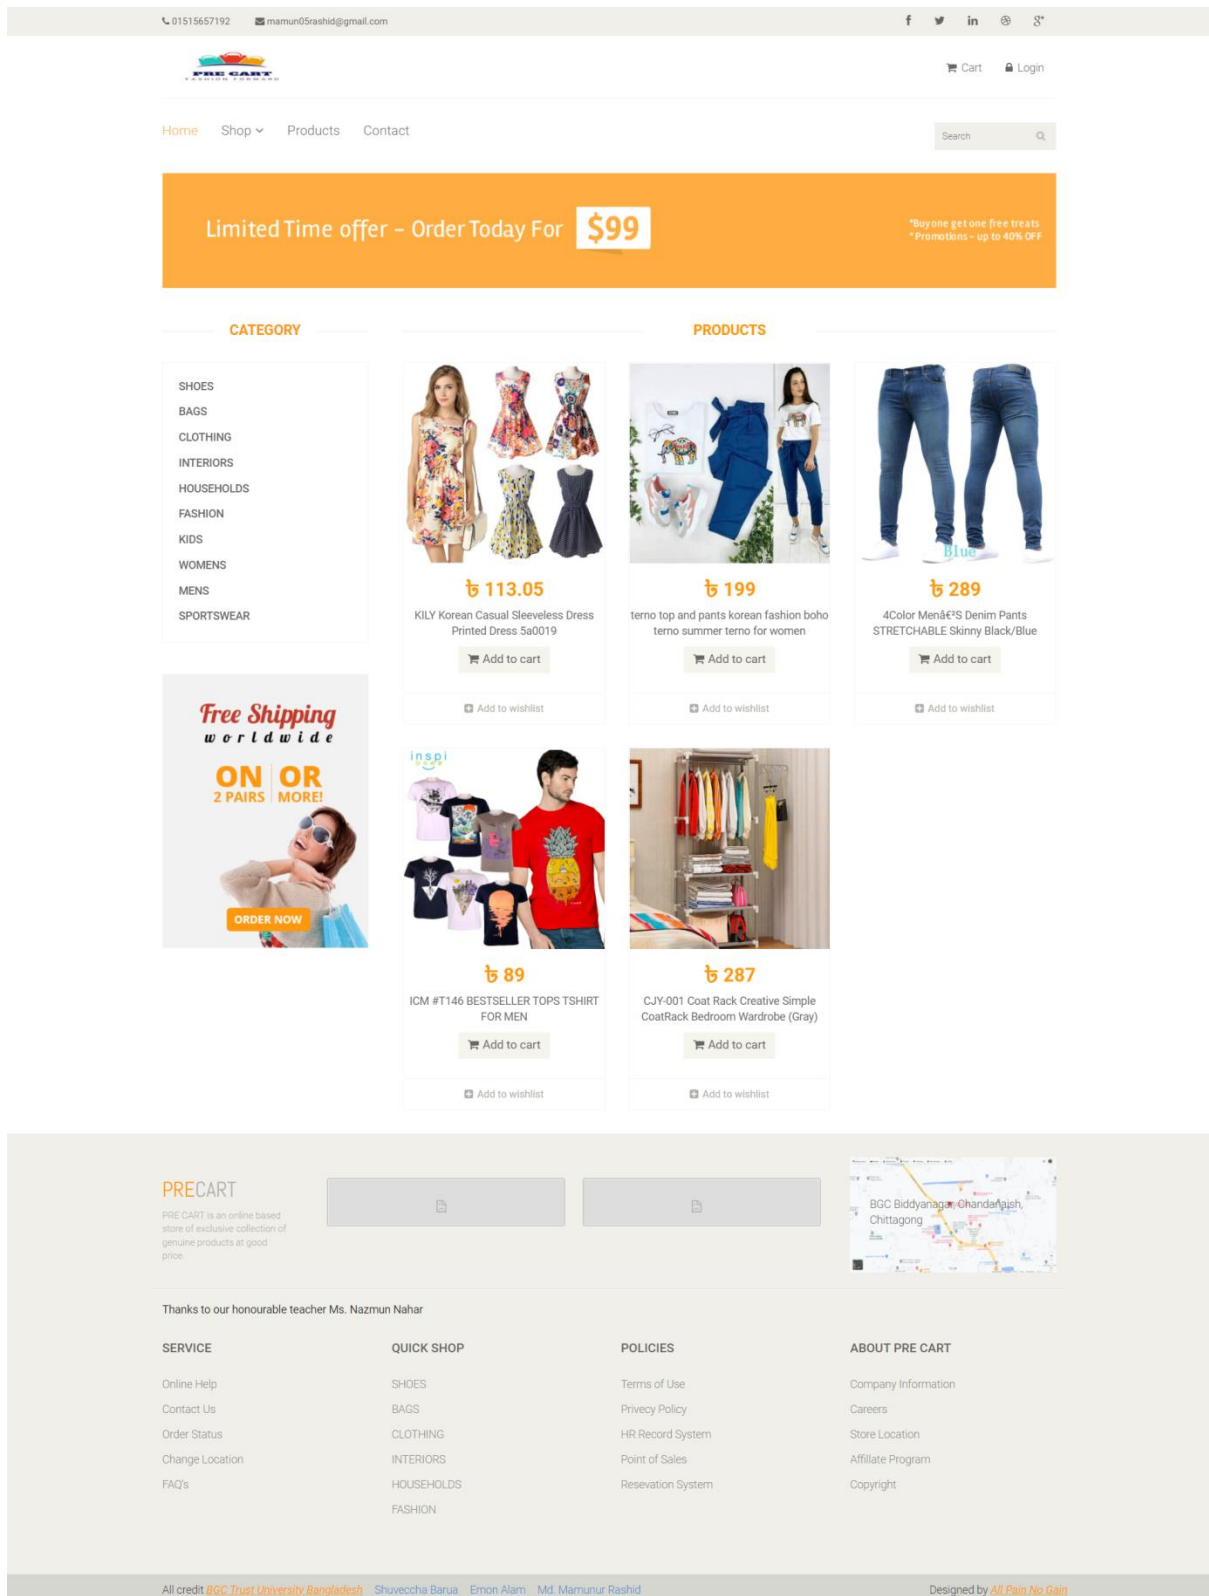 01515657192 mamun05rashid@gmail.com
PRE CART
FASHION FORWARD
Cart Login
Home Shop Products Contact
Search
Limited Time offer – Order Today For $99
*Buy one get one free treats
*Promotions – up to 40% OFF
CATEGORY
SHOES
BAGS
CLOTHING
INTERIORS
HOUSEHOLDS
FASHION
KIDS
WOMENS
MENS
SPORTSWEAR
Free Shipping
worldwide
ON OR
2 PAIRS MORE!
ORDER NOW
PRODUCTS
Blue
৳ 113.05
KILY Korean Casual Sleeveless Dress
Printed Dress 5a0019
Add to cart
Add to wishlist
৳ 199
terno top and pants korean fashion boho
terno summer terno for women
Add to cart
Add to wishlist
৳ 289
4Color Menâ€²S Denim Pants
STRETCHABLE Skinny Black/Blue
Add to cart
Add to wishlist
inspi
৳ 89
ICM #T146 BESTSELLER TOPS TSHIRT
FOR MEN
Add to cart
Add to wishlist
৳ 287
CJY-001 Coat Rack Creative Simple
CoatRack Bedroom Wardrobe (Gray)
Add to cart
Add to wishlist
PRECART
PRE CART is an online based
store of exclusive collection of
genuine products at good
price.
BGC Biddyanagar, Chandanaish,
Chittagong
Thanks to our honourable teacher Ms. Nazmun Nahar
SERVICE
Online Help
Contact Us
Order Status
Change Location
FAQ's
QUICK SHOP
SHOES
BAGS
CLOTHING
INTERIORS
HOUSEHOLDS
FASHION
POLICIES
Terms of Use
Privecy Policy
HR Record System
Point of Sales
Resevation System
ABOUT PRE CART
Company Information
Careers
Store Location
Affillate Program
Copyright
All credit BGC Trust University Bangladesh Shuveccha Barua Emon Alam Md. Mamunur Rashid
Designed by All Pain No Gain